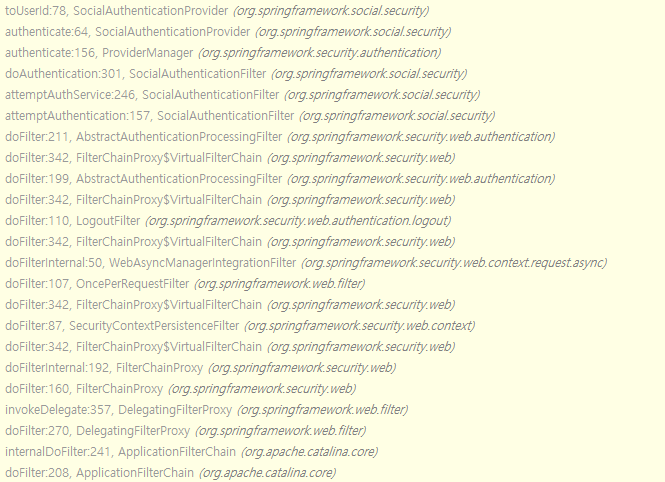 toUserId:78, SocialAuthenticationProvider (org.springframework.social.security)
authenticate:64, SocialAuthenticationProvider (org.springframework.social.security)
authenticate:156, ProviderManager (org.springframework.security.authentication)
doAuthentication:301, SocialAuthenticationFilter (org.springframework.social.security)
attemptAuthService:246, SocialAuthenticationFilter (org.springframework.social.security)
attemptAuthentication:157, SocialAuthenticationFilter (org.springframework.social.security)
doFilter:211, AbstractAuthenticationProcessingFilter (org.springframework.security.web.authentication)
doFilter:342, FilterChainProxy$VirtualFilterChain (org.springframework.security.web)
doFilter:199, AbstractAuthenticationProcessingFilter (org.springframework.security.web.authentication)
doFilter:342, FilterChainProxy$VirtualFilterChain (org.springframework.security.web)
doFilter:110, LogoutFilter (org.springframework.security.web.authentication.logout)
doFilter:342, FilterChainProxy$VirtualFilterChain (org.springframework.security.web)
doFilterInternal:50, WebAsyncManagerIntegrationFilter (org.springframework.security.web.context.request.async)
doFilter:107, OncePerRequestFilter (org.springframework.web.filter)
doFilter:342, FilterChainProxy$VirtualFilterChain (org.springframework.security.web)
doFilter:87, SecurityContextPersistenceFilter (org.springframework.security.web.context)
doFilter:342, FilterChainProxy$VirtualFilterChain (org.springframework.security.web)
doFilterInternal:192, FilterChainProxy (org.springframework.security.web)
doFilter:160, FilterChainProxy (org.springframework.security.web)
invokeDelegate:357, DelegatingFilterProxy (org.springframework.web.filter)
doFilter:270, DelegatingFilterProxy (org.springframework.web.filter)
internalDoFilter:241, ApplicationFilterChain (org.apache.catalina.core)
doFilter:208, ApplicationFilterChain (org.apache.catalina.core)